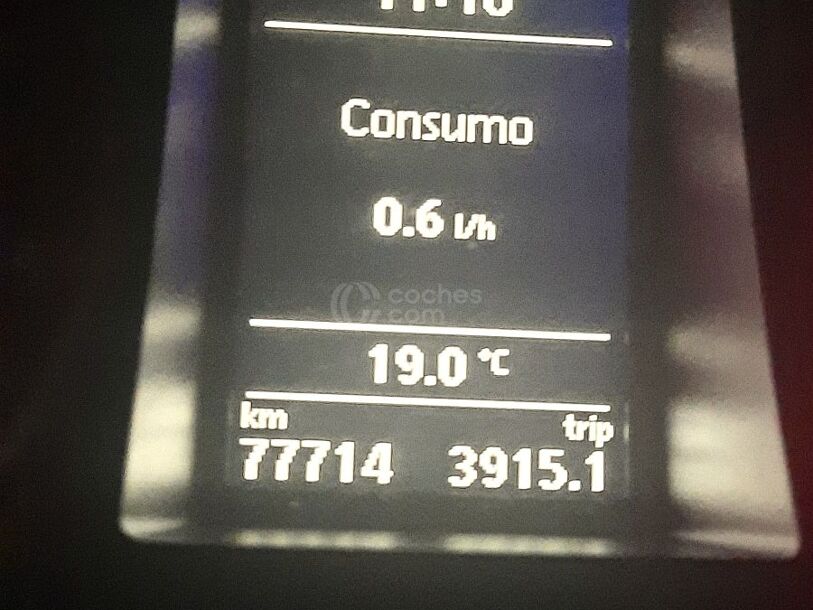 Consumo
0.6 l/h
coches
com
19.0 °C
km trip
77714 3915.1